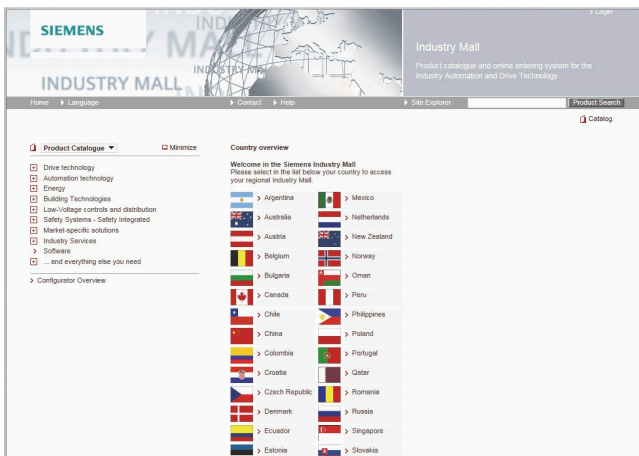 Login
SIEMENS
INDUSTRY MALL
Industry Mall
Product catalogue and online ordering system for the
Industry Automation and Drive Technology.
Home Language Contact Help Site Explorer Product Search
Catalog
Product Catalogue Minimize
Drive technology
Automation technology
Energy
Building Technologies
Low-Voltage controls and distribution
Safety Systems - Safety Integrated
Market-specific solutions
Industry Services
Software
... and everything else you need
Configurator Overview
Country overview
Welcome in the Siemens Industry Mall
Please select in the list below your country to access
your regional Industry Mall.
Argentina Mexico
Australia Netherlands
Austria New Zealand
Belgium Norway
Bulgaria Oman
Canada Peru
Chile Philippines
China Poland
Colombia Portugal
Croatia Qatar
Czech Republic Romania
Denmark Russia
Ecuador Singapore
Estonia Slovakia